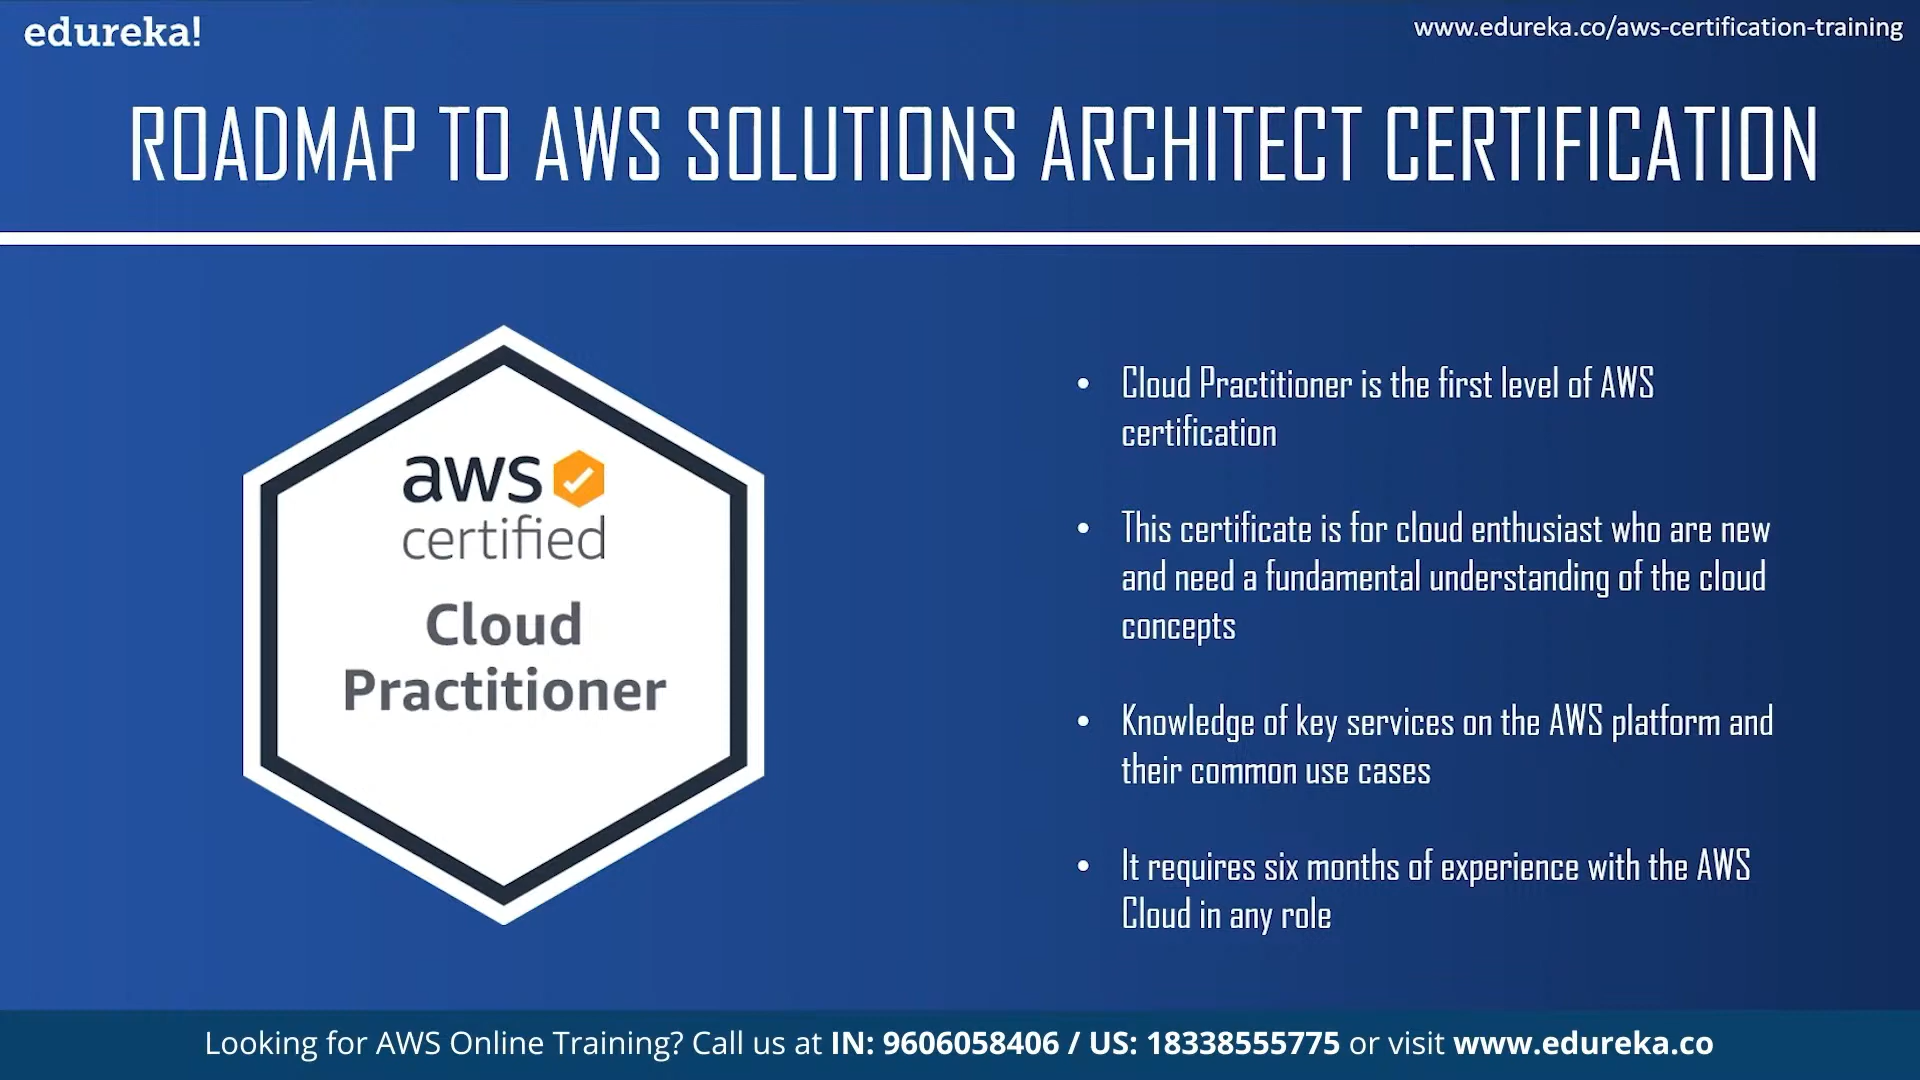 edureka!
www.edureka.co/aws-certification-training
ROADMAP TO AWS SOLUTIONS ARCHITECT CERTIFICATION
aws
certified
Cloud
Practitioner
• Cloud Practitioner is the first level of AWS
certification
• This certificate is for cloud enthusiast who are new
and need a fundamental understanding of the cloud
concepts
• Knowledge of key services on the AWS platform and
their common use cases
• It requires six months of experience with the AWS
Cloud in any role
Looking for AWS Online Training? Call us at IN: 9606058406 / US: 18338555775 or visit www.edureka.co